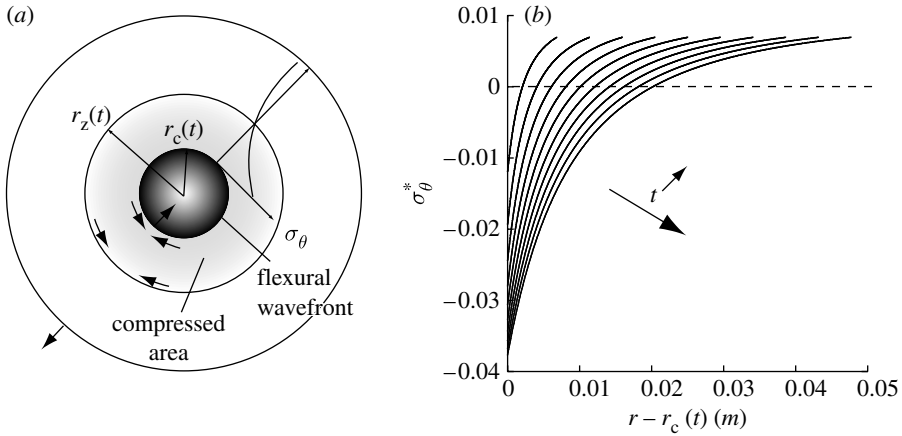 (a)
r_z(t)
r_c(t)
σ_θ
flexural
wavefront
compressed
area
(b)
0.01
0
−0.01
−0.02
−0.03
−0.04
σ*_θ
t
0
0.01
0.02
0.03
0.04
0.05
r – r_c (t) (m)